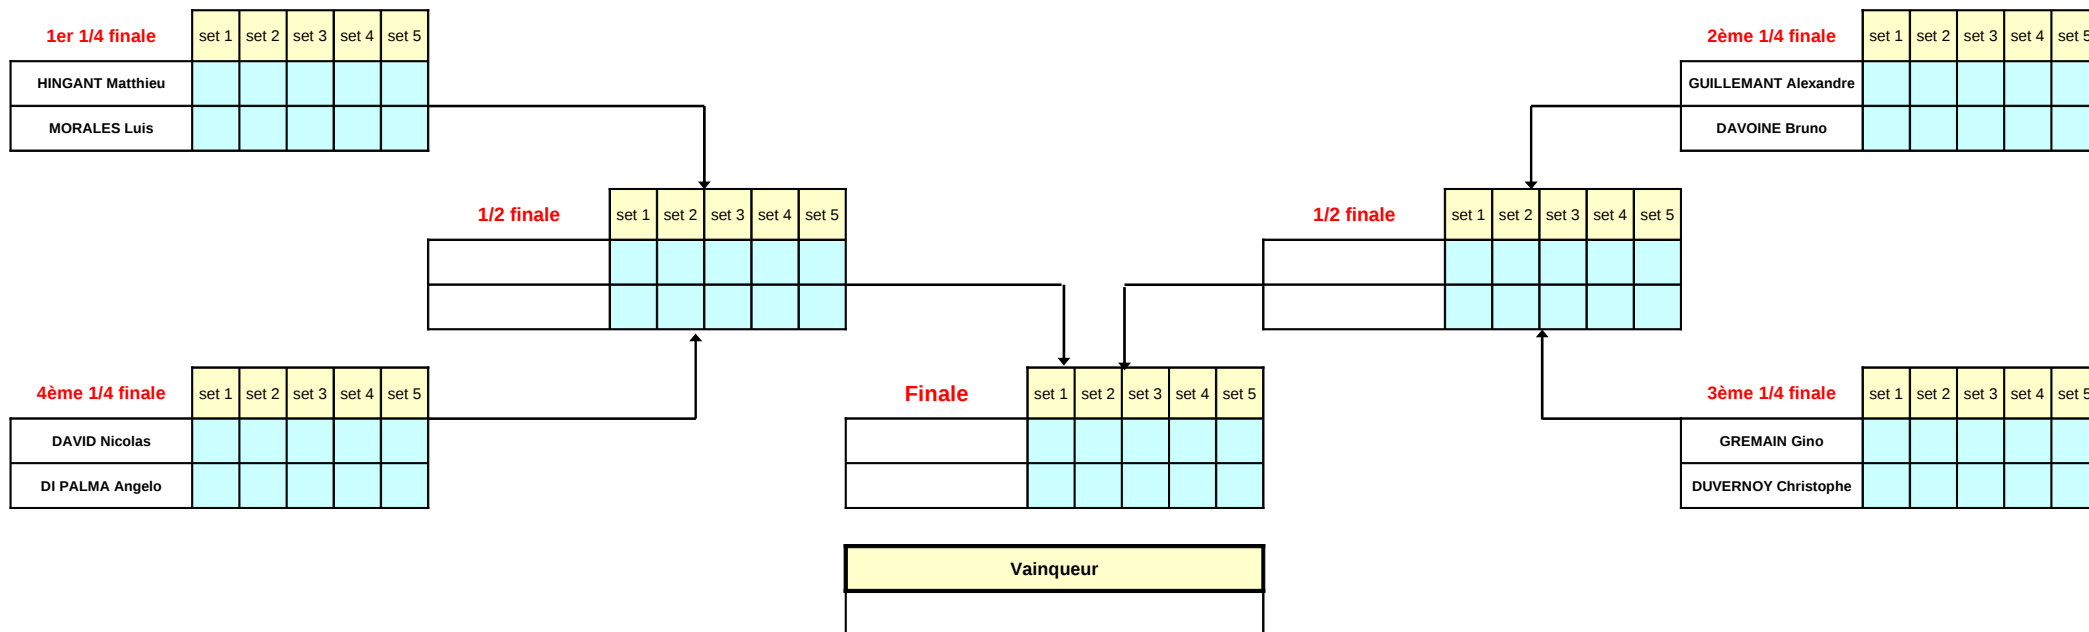 1er 1/4 finale set 1 set 2 set 3 set 4 set 5
HINGANT Matthieu
MORALES Luis
2ème 1/4 finale set 1 set 2 set 3 set 4 set 5
GUILLEMANT Alexandre
DAVOINE Bruno
1/2 finale set 1 set 2 set 3 set 4 set 5
1/2 finale set 1 set 2 set 3 set 4 set 5
4ème 1/4 finale set 1 set 2 set 3 set 4 set 5
DAVID Nicolas
DI PALMA Angelo
Finale set 1 set 2 set 3 set 4 set 5
3ème 1/4 finale set 1 set 2 set 3 set 4 set 5
GREMAIN Gino
DUVERNOY Christophe
Vainqueur